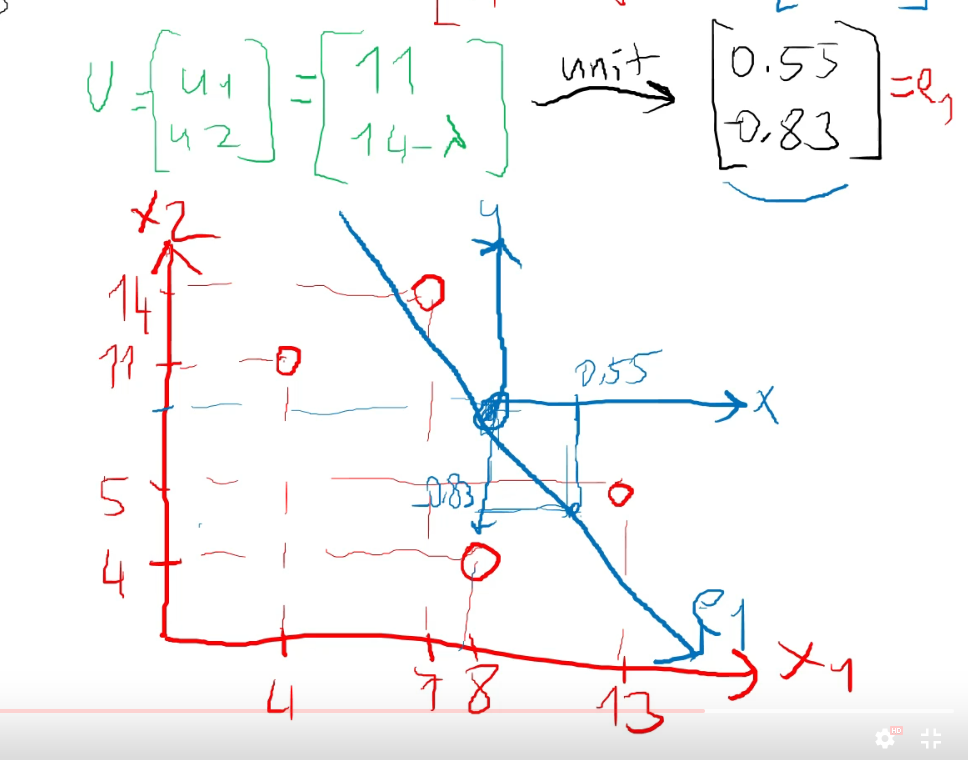 U = [u1 u2] = [11 14-λ] unit → [0.55 -0.83] = e1
x2
y
14
11
0.55
x
5
-0.83
4
e1
x1
4 7 8 13
HD